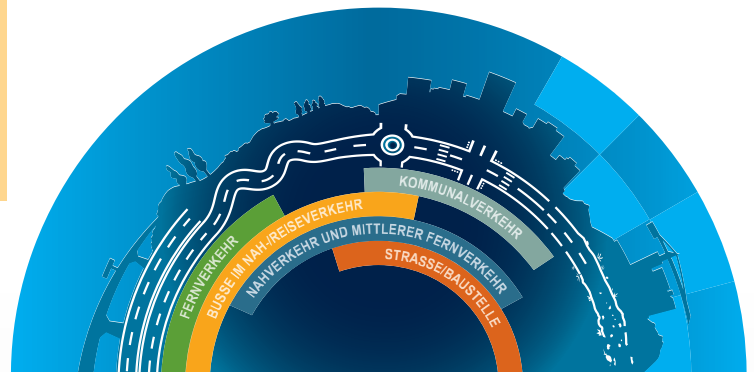 FERNVERKEHR
BUSSE IM NAH-/REISEVERKEHR
NAHVERKEHR UND MITTLERER FERNVERKEHR
KOMMUNALVERKEHR
STRASSE/BAUSTELLE